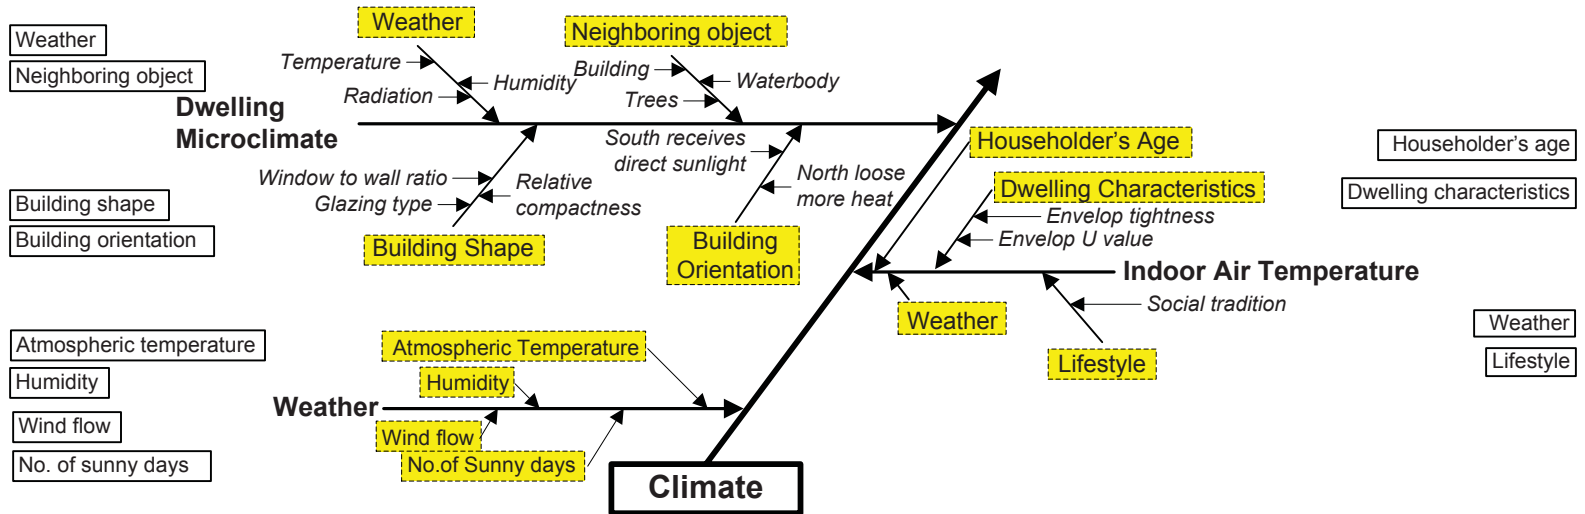 Weather
Neighboring object
Weather
Neighboring object
Temperature
Humidity
Radiation
Building
Waterbody
Trees
Dwelling
Microclimate
South receives
direct sunlight
North loose
more heat
Window to wall ratio
Glazing type
Relative
compactness
Building shape
Building orientation
Building Shape
Building
Orientation
Householder's Age
Householder's age
Dwelling Characteristics
Dwelling characteristics
Envelop tightness
Envelop U value
Indoor Air Temperature
Social tradition
Weather
Lifestyle
Weather
Lifestyle
Atmospheric temperature
Humidity
Wind flow
No. of sunny days
Atmospheric Temperature
Humidity
Weather
Wind flow
No.of Sunny days
Climate